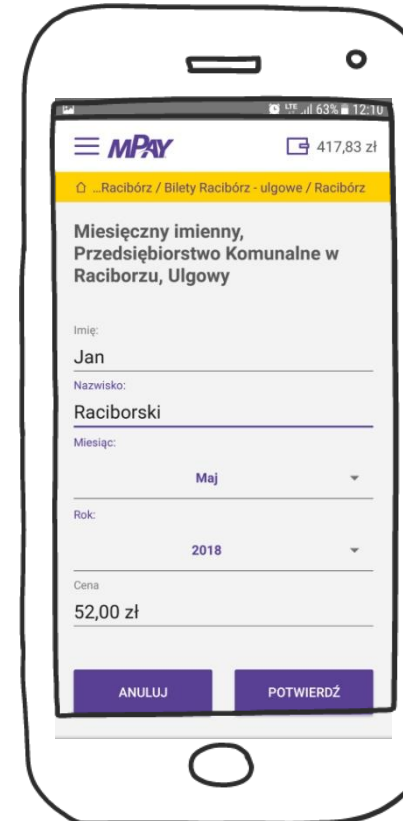 LTE 63% 12:10
mPAY 417,83 zł
...Racibórz / Bilety Racibórz - ulgowe / Racibórz
Miesięczny imienny,
Przedsiębiorstwo Komunalne w
Raciborzu, Ulgowy
Imię:
Jan
Nazwisko:
Raciborski
Miesiąc:
Maj
Rok:
2018
Cena
52,00 zł
ANULUJ POTWIERDŹ